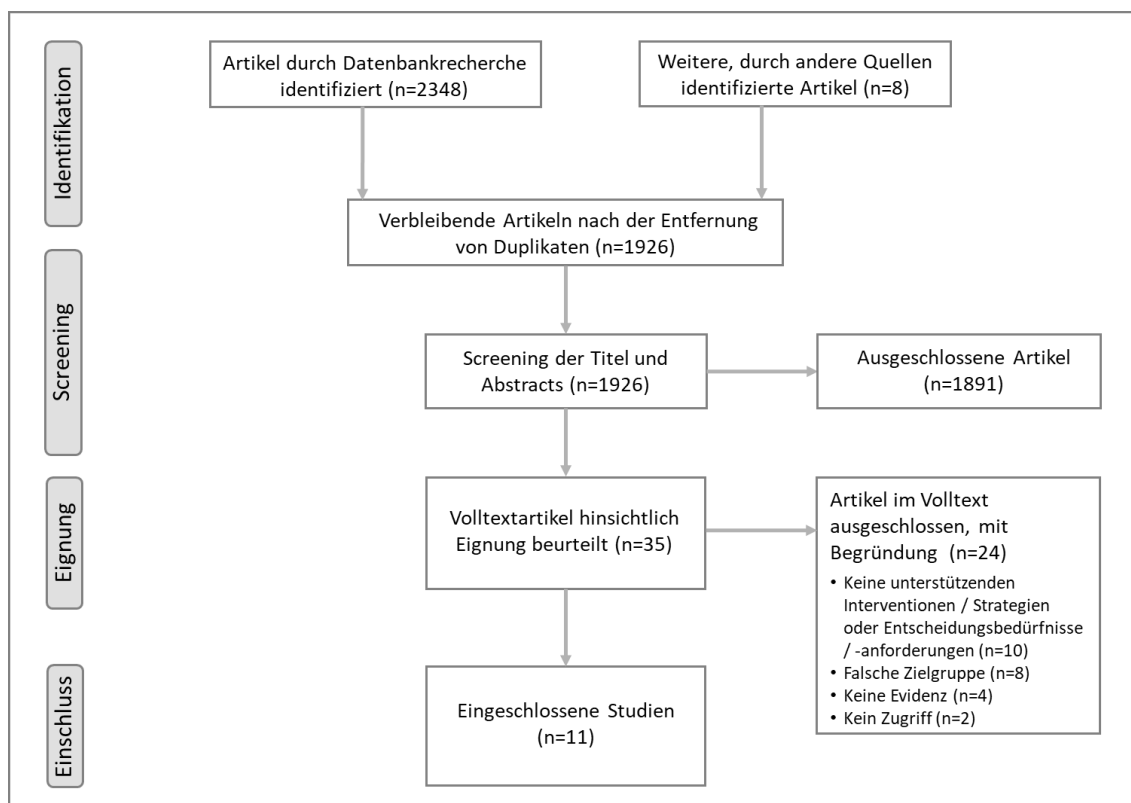 Identifikation
Artikel durch Datenbankrecherche
identifiziert (n=2348)
Weitere, durch andere Quellen
identifizierte Artikel (n=8)
Verbleibende Artikeln nach der Entfernung
von Duplikaten (n=1926)
Screening
Screening der Titel und
Abstracts (n=1926)
Ausgeschlossene Artikel
(n=1891)
Eignung
Volltextartikel hinsichtlich
Eignung beurteilt (n=35)
Artikel im Volltext
ausgeschlossen, mit
Begründung (n=24)
• Keine unterstützenden
Interventionen / Strategien
oder Entscheidungsbedürfnisse
/ -anforderungen (n=10)
• Falsche Zielgruppe (n=8)
• Keine Evidenz (n=4)
• Kein Zugriff (n=2)
Einschluss
Eingeschlossene Studien
(n=11)